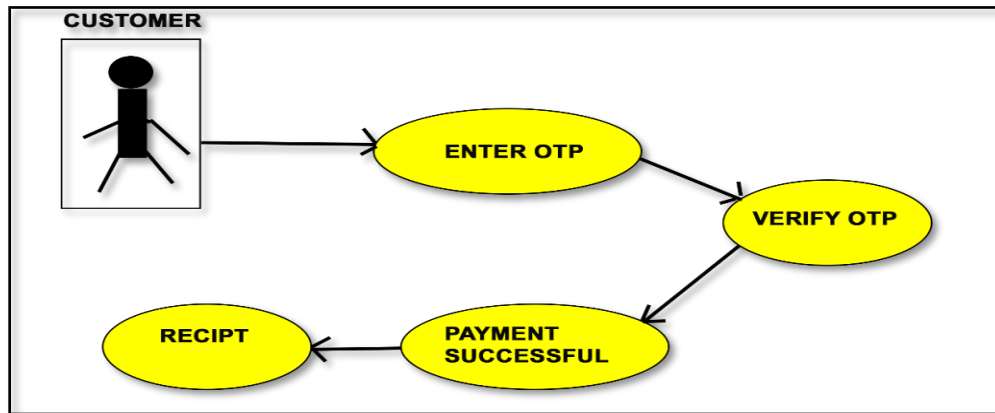 CUSTOMER
ENTER OTP
VERIFY OTP
PAYMENT
SUCCESSFUL
RECIPT